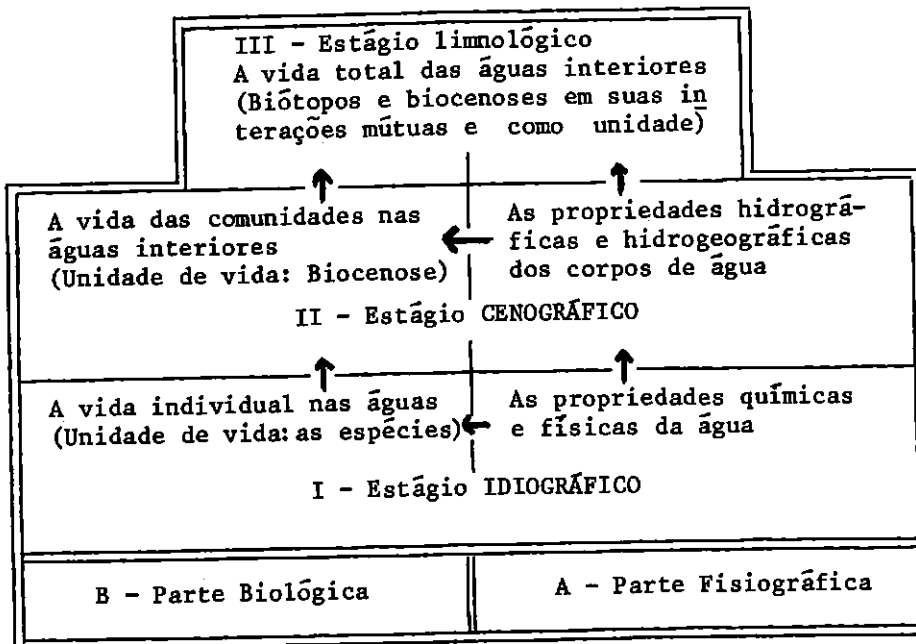 III - Estágio limnológico
A vida total das águas interiores
(Biótopos e biocenoses em suas in
terações mútuas e como unidade)
A vida das comunidades nas
águas interiores
(Unidade de vida: Biocenose)
As propriedades hidrográ-
ficas e hidrogeográficas
dos corpos de água
II - Estágio CENOGRÁFICO
A vida individual nas águas
(Unidade de vida: as espécies)
As propriedades químicas
e físicas da água
I - Estágio IDIOGRÁFICO
B - Parte Biológica
A - Parte Fisiográfica